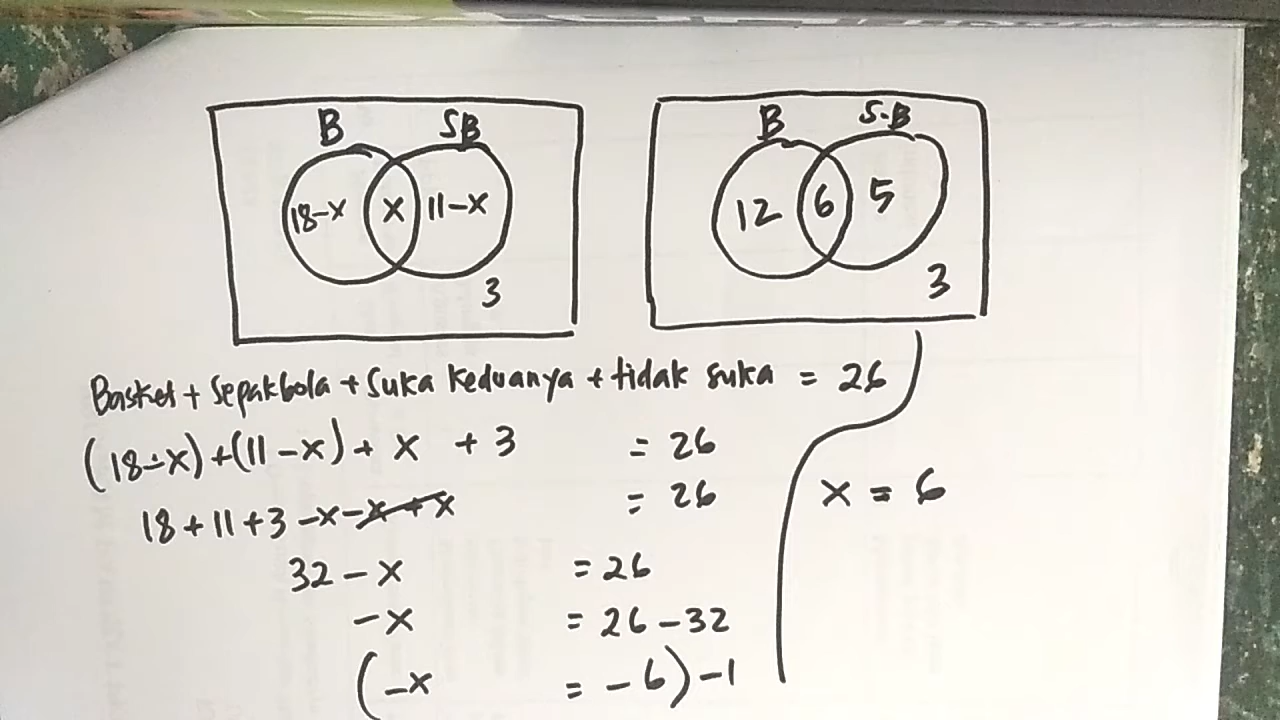 B SB
18-x x 11-x
3
B S-B
12 6 5
3
Basket + Sepakbola + Suka Keduanya + tidak suka = 26
(18-x) + (11-x) + x + 3 = 26
18 + 11 + 3 -x -x + x = 26
32 - x = 26
-x = 26 - 32
(-x = -6) -1
x = 6